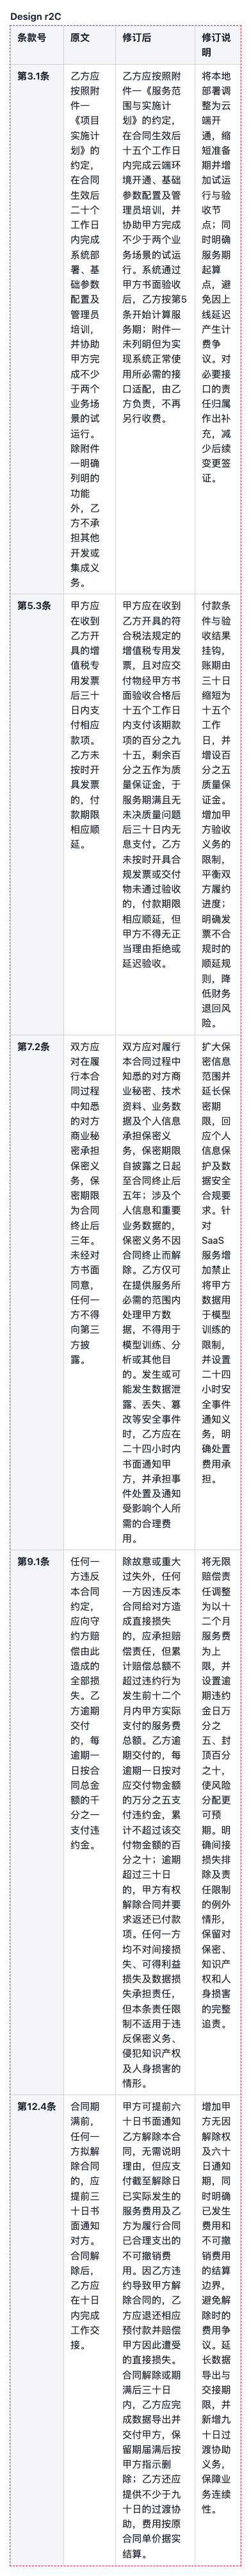 Design r2C
条款号
原文
修订后
修订说
明
第3.1条
乙方应
按照附
件一
《项目
实施计
划》的
约定,
在合同
生效后
二十个
工作日
内完成
系统部
署、基
础参数
配置及
管理员
培训,
并协助
甲方完
成不少
于两个
业务场
景的试
运行。
除附件
一明确
列明的
功能
外,乙
方不承
担其他
开发或
集成义
务。
乙方应按照附
件一《服务范
围与实施计
划》的约定,
在合同生效后
十五个工作日
内完成云端环
境开通、基础
参数配置及管
理员培训,并
协助甲方完成
不少于两个业
务场景的试运
行。系统通过
甲方书面验收
后,乙方按第5
条开始计算服
务期;附件一
未列明但为实
现系统正常使
用所必需的接
口适配,由乙
方负责,不再
另行收费。
将本地
部署调
整为云
端开
通,缩
短准备
期并增
加试运
行与验
收节
点;同
时明确
服务期
起算
点,避
免因上
线延迟
产生计
费争
议。对
必要接
口的责
任归属
作出补
充,减
少后续
变更签
证。
第5.3条
甲方应
在收到
乙方开
具的增
值税专
用发票
后三十
日内支
付相应
款项。
乙方未
按时开
具发票
的,付
款期限
相应顺
延。
甲方应在收到
乙方开具的符
合税法规定的
增值税专用发
票,且对应交
付物经甲方书
面验收合格后
十五个工作日
内支付该期款
项的百分之九
十五,剩余百
分之五作为质
量保证金,于
服务期满且无
未决质量问题
后三十日内无
息支付。乙方
未按时开具合
规发票或交付
物未通过验收
的,付款期限
相应顺延,但
甲方不得无正
当理由拒绝或
延迟验收。
付款条
件与验
收结果
挂钩,
账期由
三十日
缩短为
十五个
工作
日,并
增设百
分之五
质量保
证金。
增加甲
方验收
义务的
限制,
平衡双
方履约
进度;
明确发
票不合
规时的
顺延规
则,降
低财务
退回风
险。
第7.2条
双方应
对在履
行本合
同过程
中知悉
的对方
商业秘
密承担
保密义
务,保
密期限
为合同
终止后
三年。
未经对
方书面
同意,
任何一
方不得
向第三
方披
露。
双方应对履行
本合同过程中
知悉的对方商
业秘密、技术
资料、业务数
据及个人信息
承担保密义
务,保密期限
自披露之日起
至合同终止后
五年;涉及个
人信息和重要
业务数据的,
保密义务不因
合同终止而解
除。乙方仅可
在提供服务所
必需的范围内
处理甲方数
据,不得用于
模型训练、分
析或其他目
的。发生或可
能发生数据泄
露、丢失、篡
改等安全事件
时,乙方应在
二十四小时内
书面通知甲
方,并承担事
件处置及通知
受影响个人所
需的合理费
用。
扩大保
密信息
范围并
延长保
密期
限,回
应个人
信息保
护及数
据安全
合规要
求。针
对
SaaS
服务增
加禁止
将甲方
数据用
于模型
训练的
限制,
并设置
二十四
小时安
全事件
通知义
务,明
确处置
费用承
担。
第9.1条
任何一
方违反
本合同
约定,
应向守
约方赔
偿由此
造成的
全部损
失。乙
方逾期
交付
的,每
逾期一
日按合
同总金
额的千
分之一
支付违
约金。
除故意或重大
过失外,任何
一方因违反本
合同给对方造
成直接损失
的,应承担赔
偿责任,但累
计赔偿总额不
超过违约行为
发生前十二个
月内甲方实际
支付的服务费
总额。乙方逾
期交付的,每
逾期一日按对
应交付物金额
的万分之五支
付违约金,累
计不超过该交
付物金额的百
分之十;逾期
超过三十日
的,甲方有权
解除合同并要
求返还已付款
项。任何一方
均不对间接损
失、可得利益
损失及数据损
失承担责任,
但本条责任限
制不适用于违
反保密义务、
侵犯知识产权
及人身损害的
情形。
将无限
赔偿责
任调整
为以十
二个月
服务费
为上
限,并
设置逾
期违约
金日万
分之
五、封
顶百分
之十,
使风险
分配更
可预
期。明
确间接
损失排
除及责
任限制
的例外
情形,
保留对
保密、
知识产
权和人
身损害
的完整
追责。
第12.4条
合同期
满前,
任何一
方拟解
除合同
的,应
提前三
十日书
面通知
对方。
合同解
除后,
乙方应
在十日
内完成
工作交
接。
甲方可提前六
十日书面通知
乙方解除本合
同,无需说明
理由,但应支
付截至解除日
已实际发生的
服务费用及乙
方为履行合同
已合理支出的
不可撤销费
用。因乙方违
约导致甲方解
除合同的,乙
方应退还相应
预付款并赔偿
甲方因此遭受
的直接损失。
合同解除或期
满后三十日
内,乙方应完
成数据导出并
交付甲方,保
留期届满后按
甲方指示删
除;乙方还应
提供不少于九
十日的过渡协
助,费用按原
合同单价据实
结算。
增加甲
方无因
解除权
及六十
日通知
期,同
时明确
已发生
费用和
不可撤
销费用
的结算
边界,
避免解
除时的
费用争
议。延
长数据
导出与
交接期
限,并
新增九
十日过
渡协助
义务,
保障业
务连续
性。